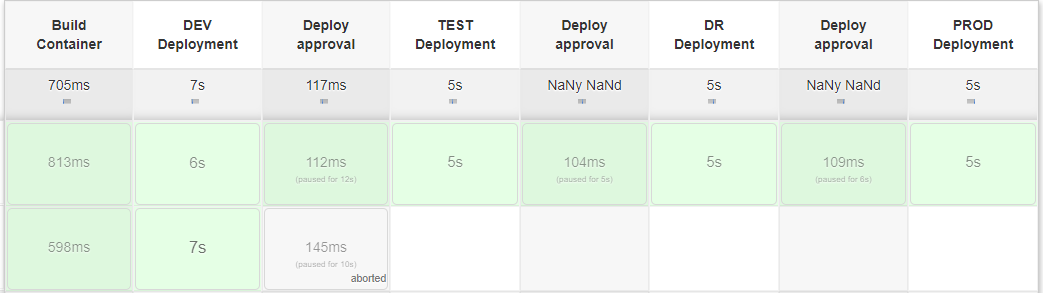 Build Container
DEV Deployment
Deploy approval
TEST Deployment
Deploy approval
DR Deployment
Deploy approval
PROD Deployment
705ms 7s 117ms 5s NaNy NaNd 5s NaNy NaNd 5s
813ms 6s 112ms 5s 104ms 5s 109ms 5s
(paused for 12s) (paused for 5s) (paused for 6s)
598ms 7s 145ms
(paused for 10s)
aborted